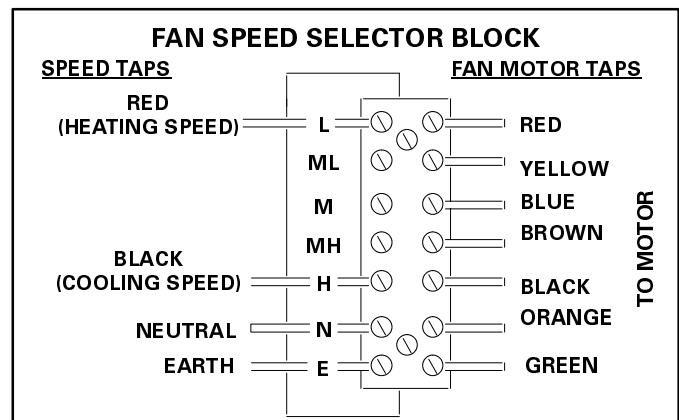 FAN SPEED SELECTOR BLOCK
SPEED TAPS
FAN MOTOR TAPS
RED
(HEATING SPEED)
L
RED
ML
YELLOW
M
BLUE
MH
BROWN
BLACK
(COOLING SPEED)
H
BLACK
ORANGE
NEUTRAL
N
EARTH
E
GREEN
TO MOTOR